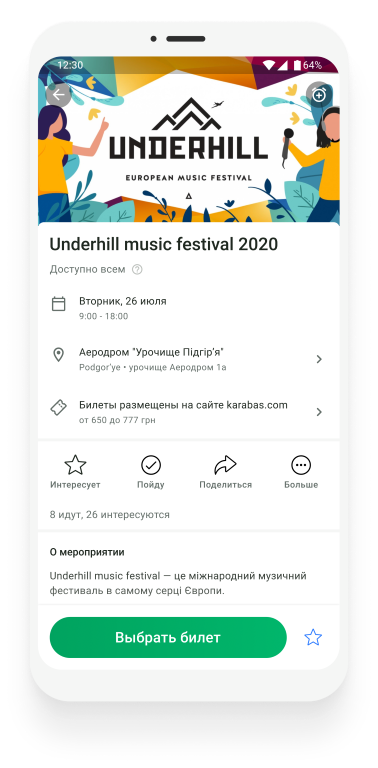 12:30
64%
UNDERHILL
EUROPEAN MUSIC FESTIVAL
Underhill music festival 2020
Доступно всем
Вторник, 26 июля
9:00 - 18:00
Аеродром "Урочище Підгір'я"
Podgor'ye • урочище Аеродром 1а
Билеты размещены на сайте karabas.com
от 650 до 777 грн
Интересует
Пойду
Поделиться
Больше
8 идут, 26 интересуются
О мероприятии
Underhill music festival — це міжнародний музичний
фестиваль в самому серці Європи.
Выбрать билет